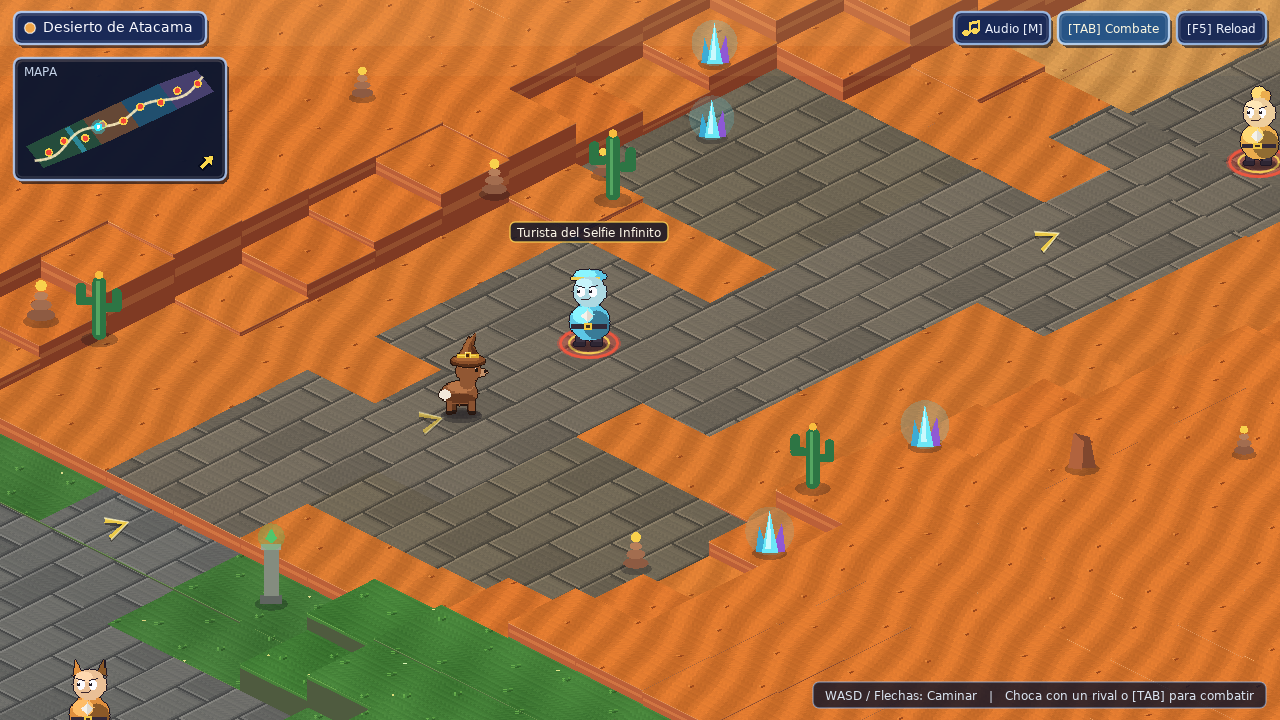 Desierto de Atacama
Audio [M]
[TAB] Combate
[F5] Reload
MAPA
Turista del Selfie Infinito
WASD / Flechas: Caminar | Choca con un rival o [TAB] para combatir